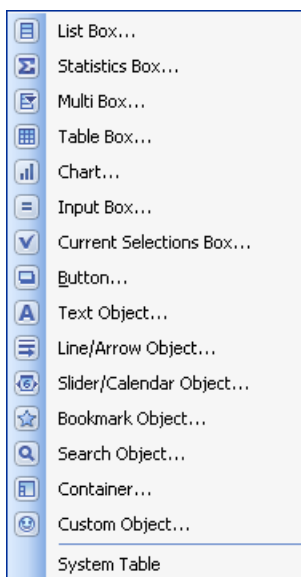 List Box...
Statistics Box...
Multi Box...
Table Box...
Chart...
Input Box...
Current Selections Box...
Button...
Text Object...
Line/Arrow Object...
Slider/Calendar Object...
Bookmark Object...
Search Object...
Container...
Custom Object...
System Table